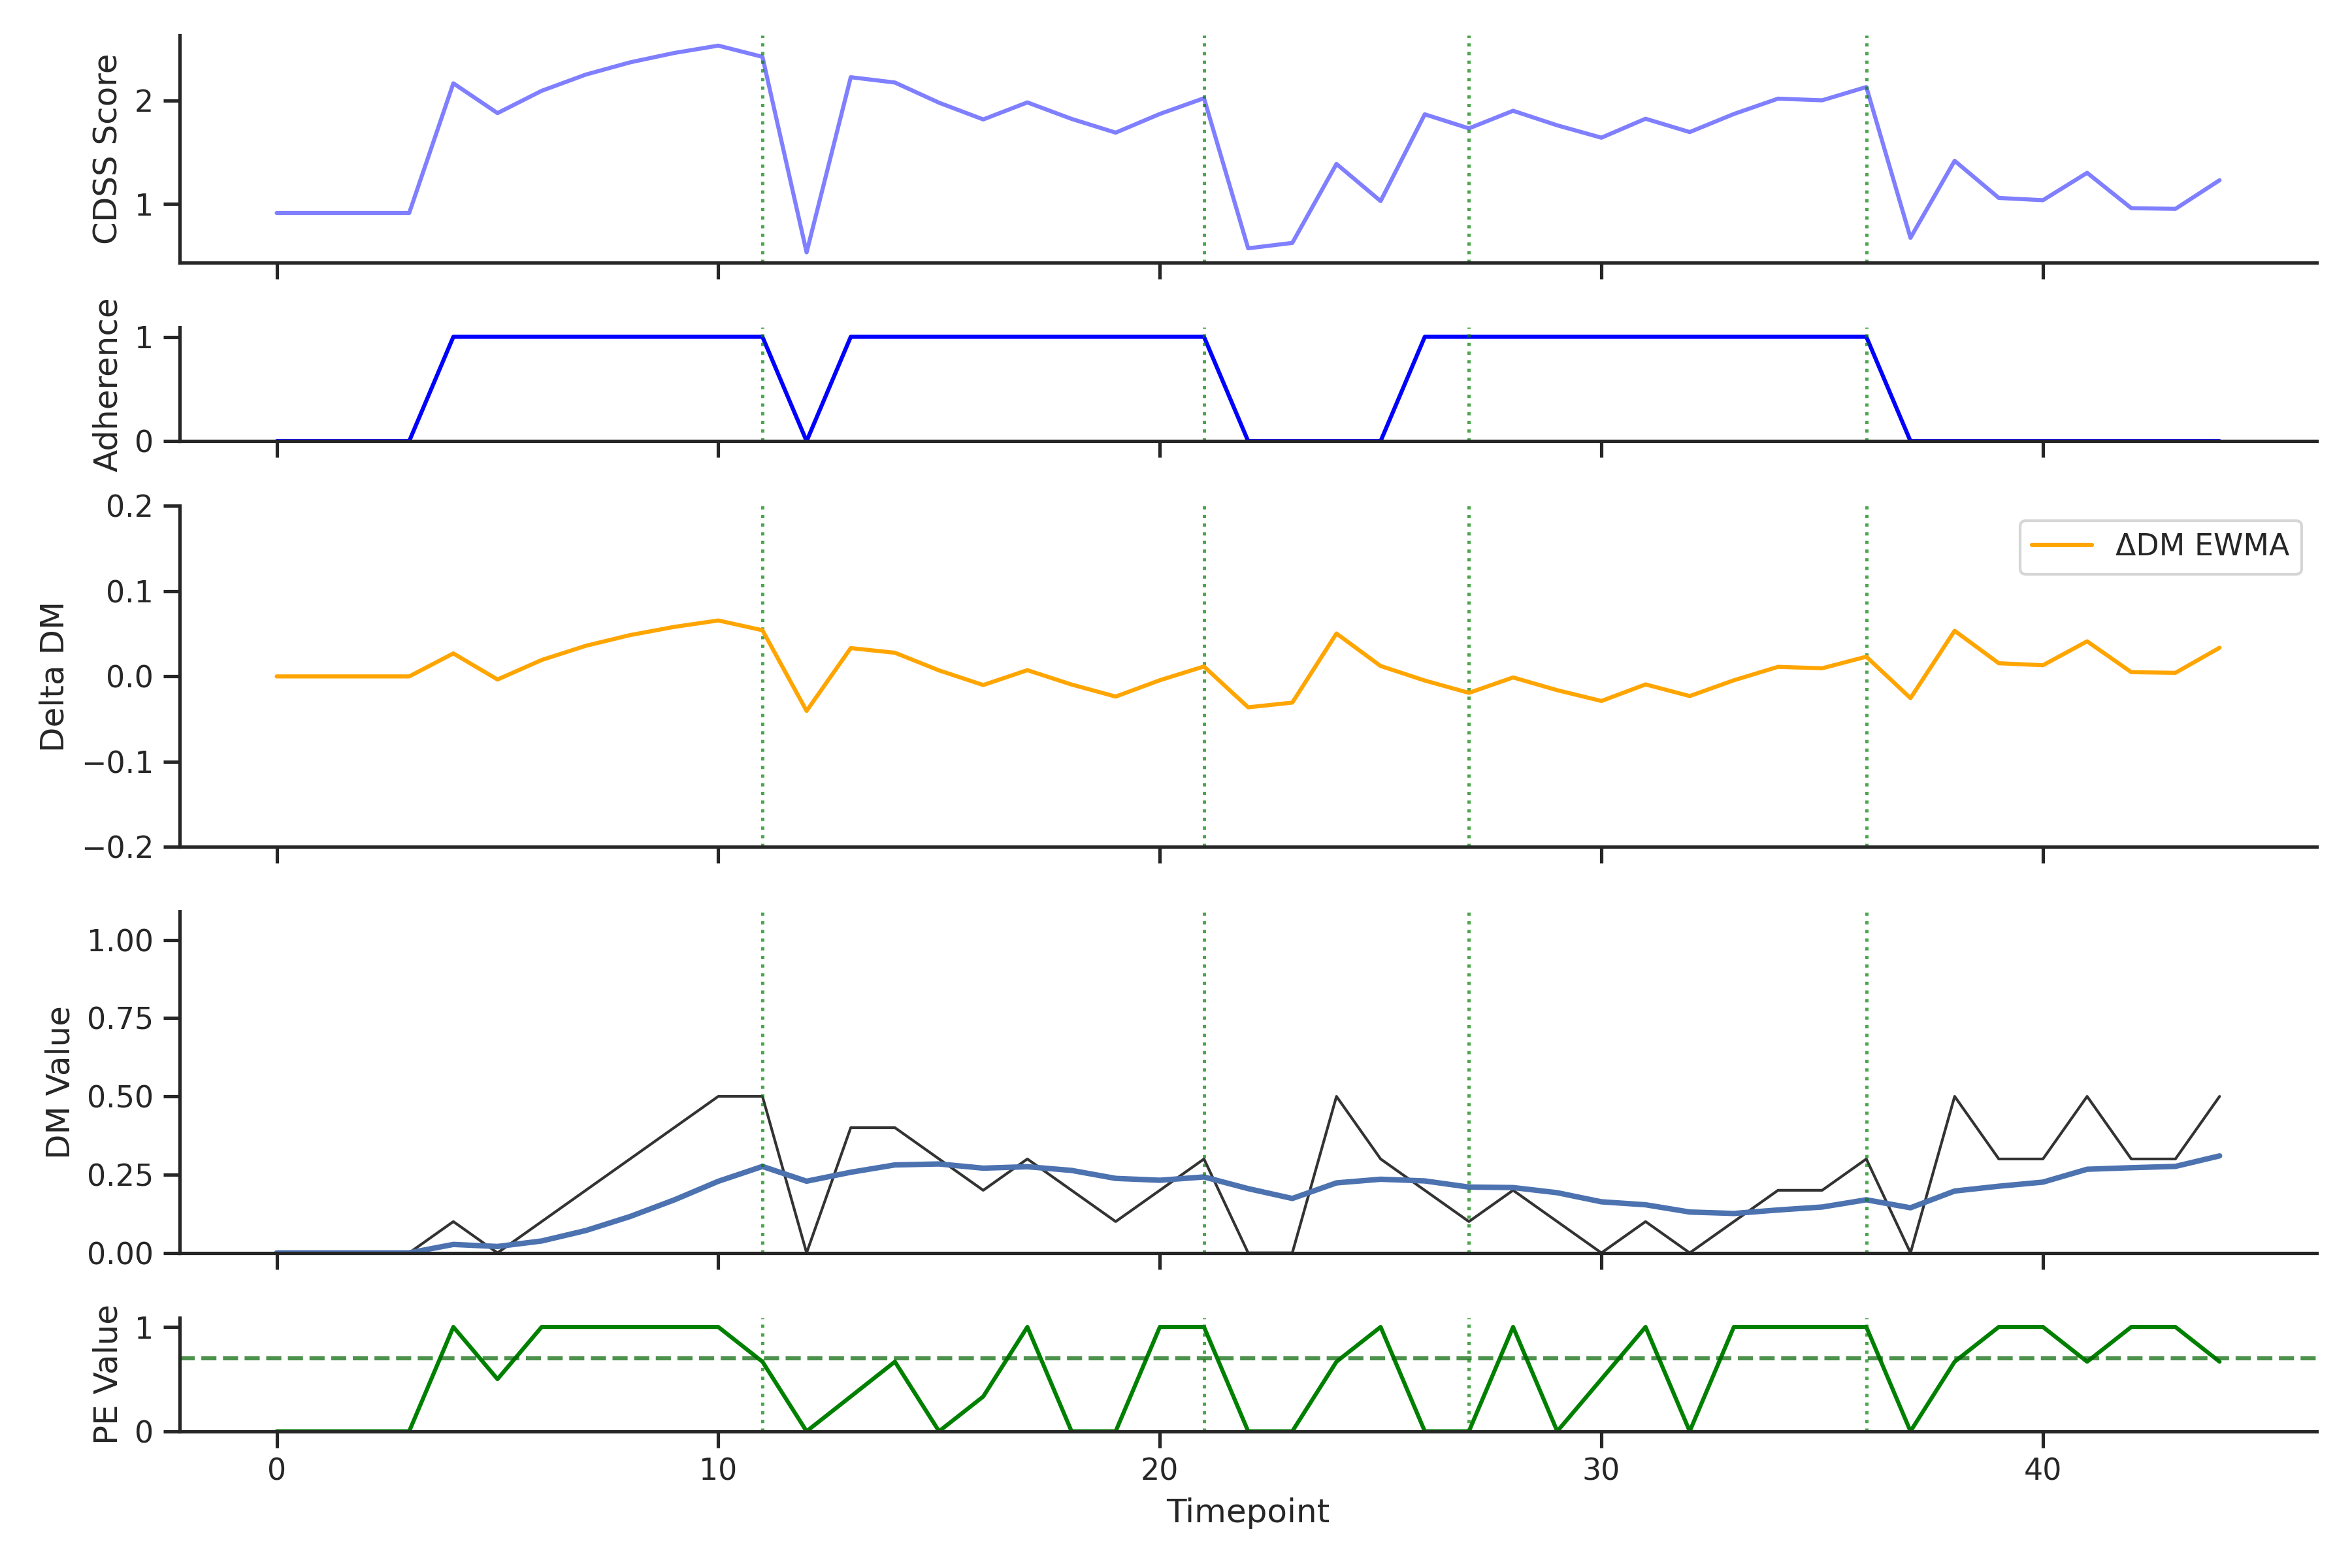 CDSS Score
2
1
Adherence
1
0
Delta DM
0.2
0.1
0.0
−0.1
−0.2
ΔDM EWMA
DM Value
1.00
0.75
0.50
0.25
0.00
PE Value
1
0
0 10 20 30 40
Timepoint